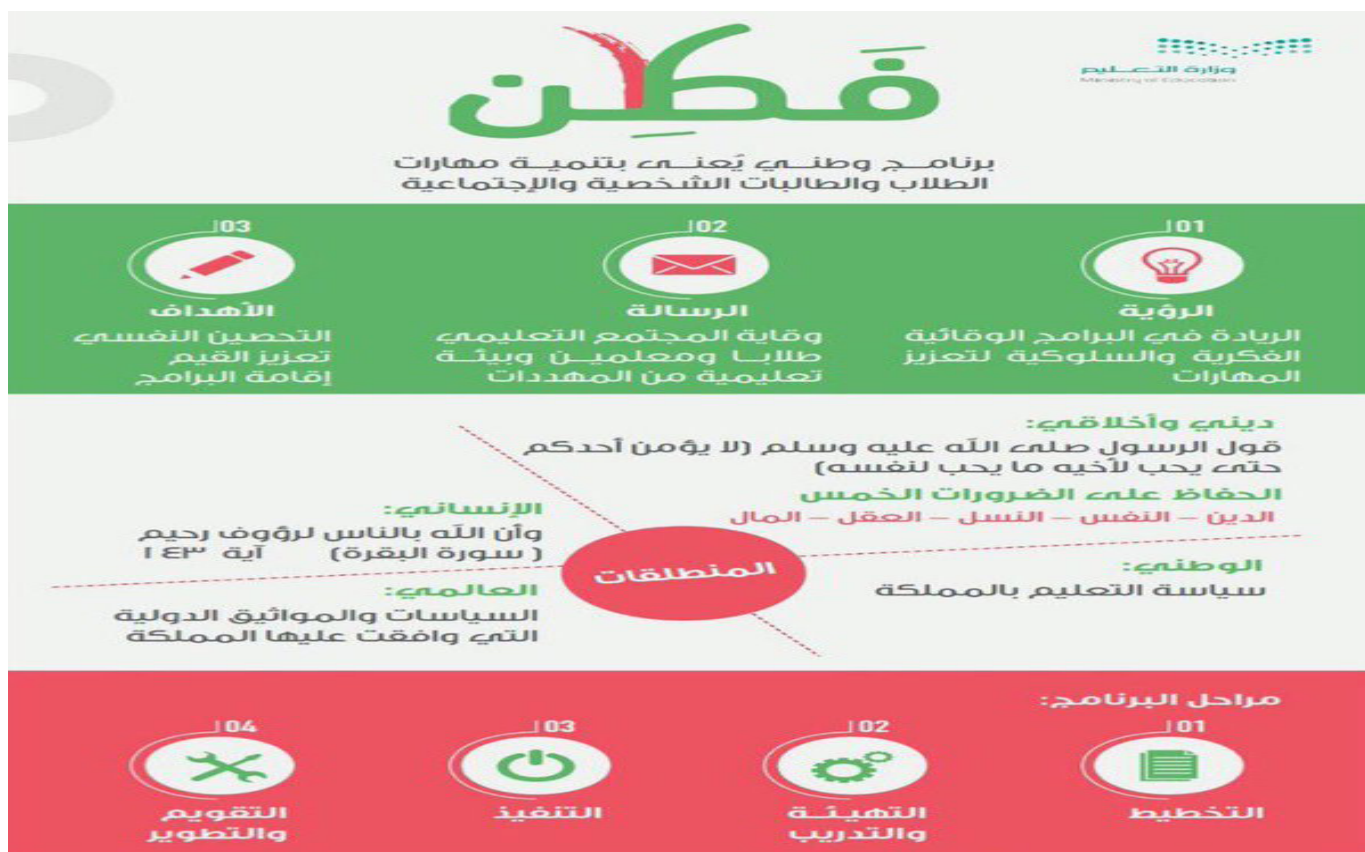 وزارة التعليم
Ministry of Education
فَطِن
برنامج وطني يُعنى بتنمية مهارات
الطلاب والطالبات الشخصية والإجتماعية
01
الرؤية
الريادة في البرامج الوقائية
الفكرية والسلوكية لتعزيز
المهارات
02
الرسالة
وقاية المجتمع التعليمي
طلابا ومعلمين وبيئة
تعليمية من المهددات
03
الأهداف
التحصين النفسي
تعزيز القيم
إقامة البرامج
ديني وأخلاقي:
قول الرسول صلى الله عليه وسلم (لا يؤمن أحدكم
حتى يحب لأخيه ما يحب لنفسه)
الحفاظ على الضرورات الخمس
الدين – النفس – النسل – العقل – المال
الإنساني:
وأن الله بالناس لرؤوف رحيم
(سورة البقرة) آية ١٤٣
المنطلقات
الوطني:
سياسة التعليم بالمملكة
العالمي:
السياسات والمواثيق الدولية
التي وافقت عليها المملكة
مراحل البرنامج:
01
التخطيط
02
التهيئة
والتدريب
03
التنفيذ
04
التقويم
والتطوير